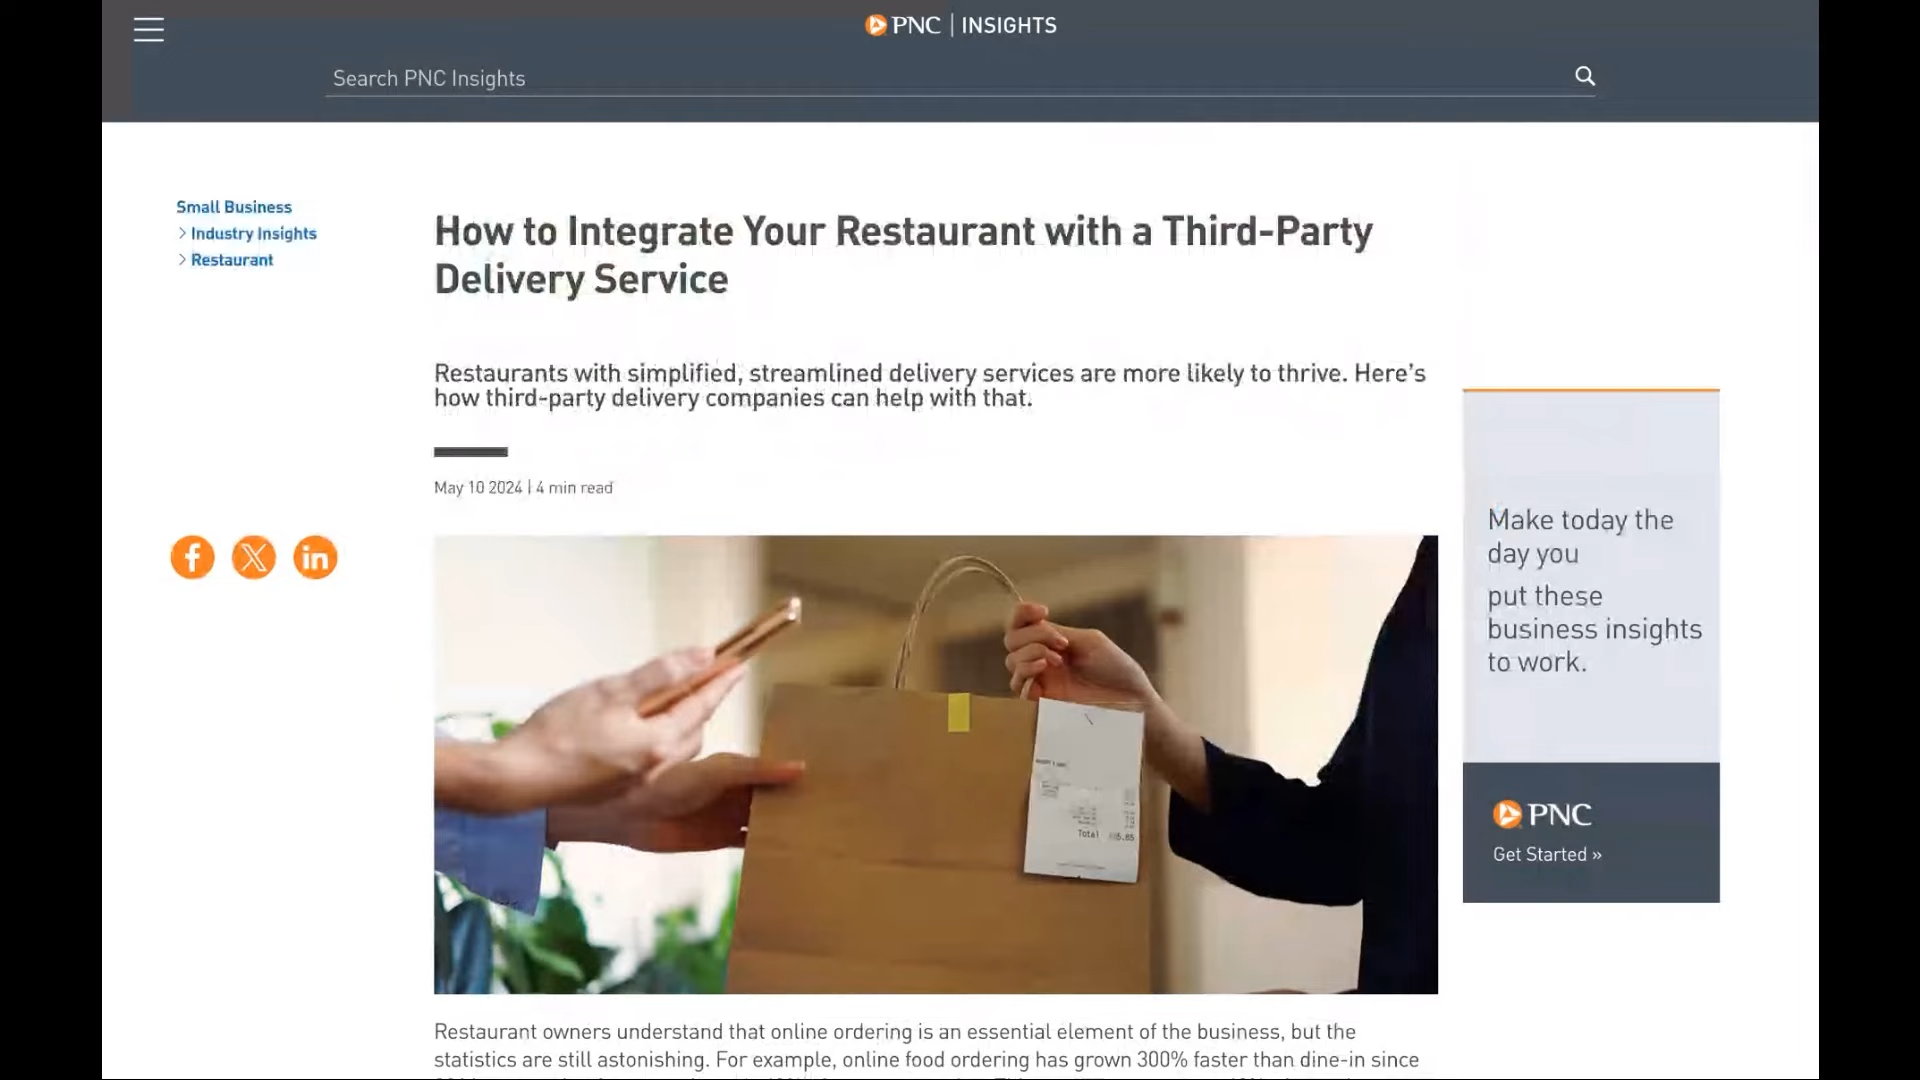 PNC | INSIGHTS
Search PNC Insights
Small Business
> Industry Insights
> Restaurant
How to Integrate Your Restaurant with a Third-Party
Delivery Service
Restaurants with simplified, streamlined delivery services are more likely to thrive. Here's
how third-party delivery companies can help with that.
May 10 2024 | 4 min read
Make today the
day you
put these
business insights
to work.
PNC
Get Started »
Total
Restaurant owners understand that online ordering is an essential element of the business, but the
statistics are still astonishing. For example, online food ordering has grown 300% faster than dine-in since